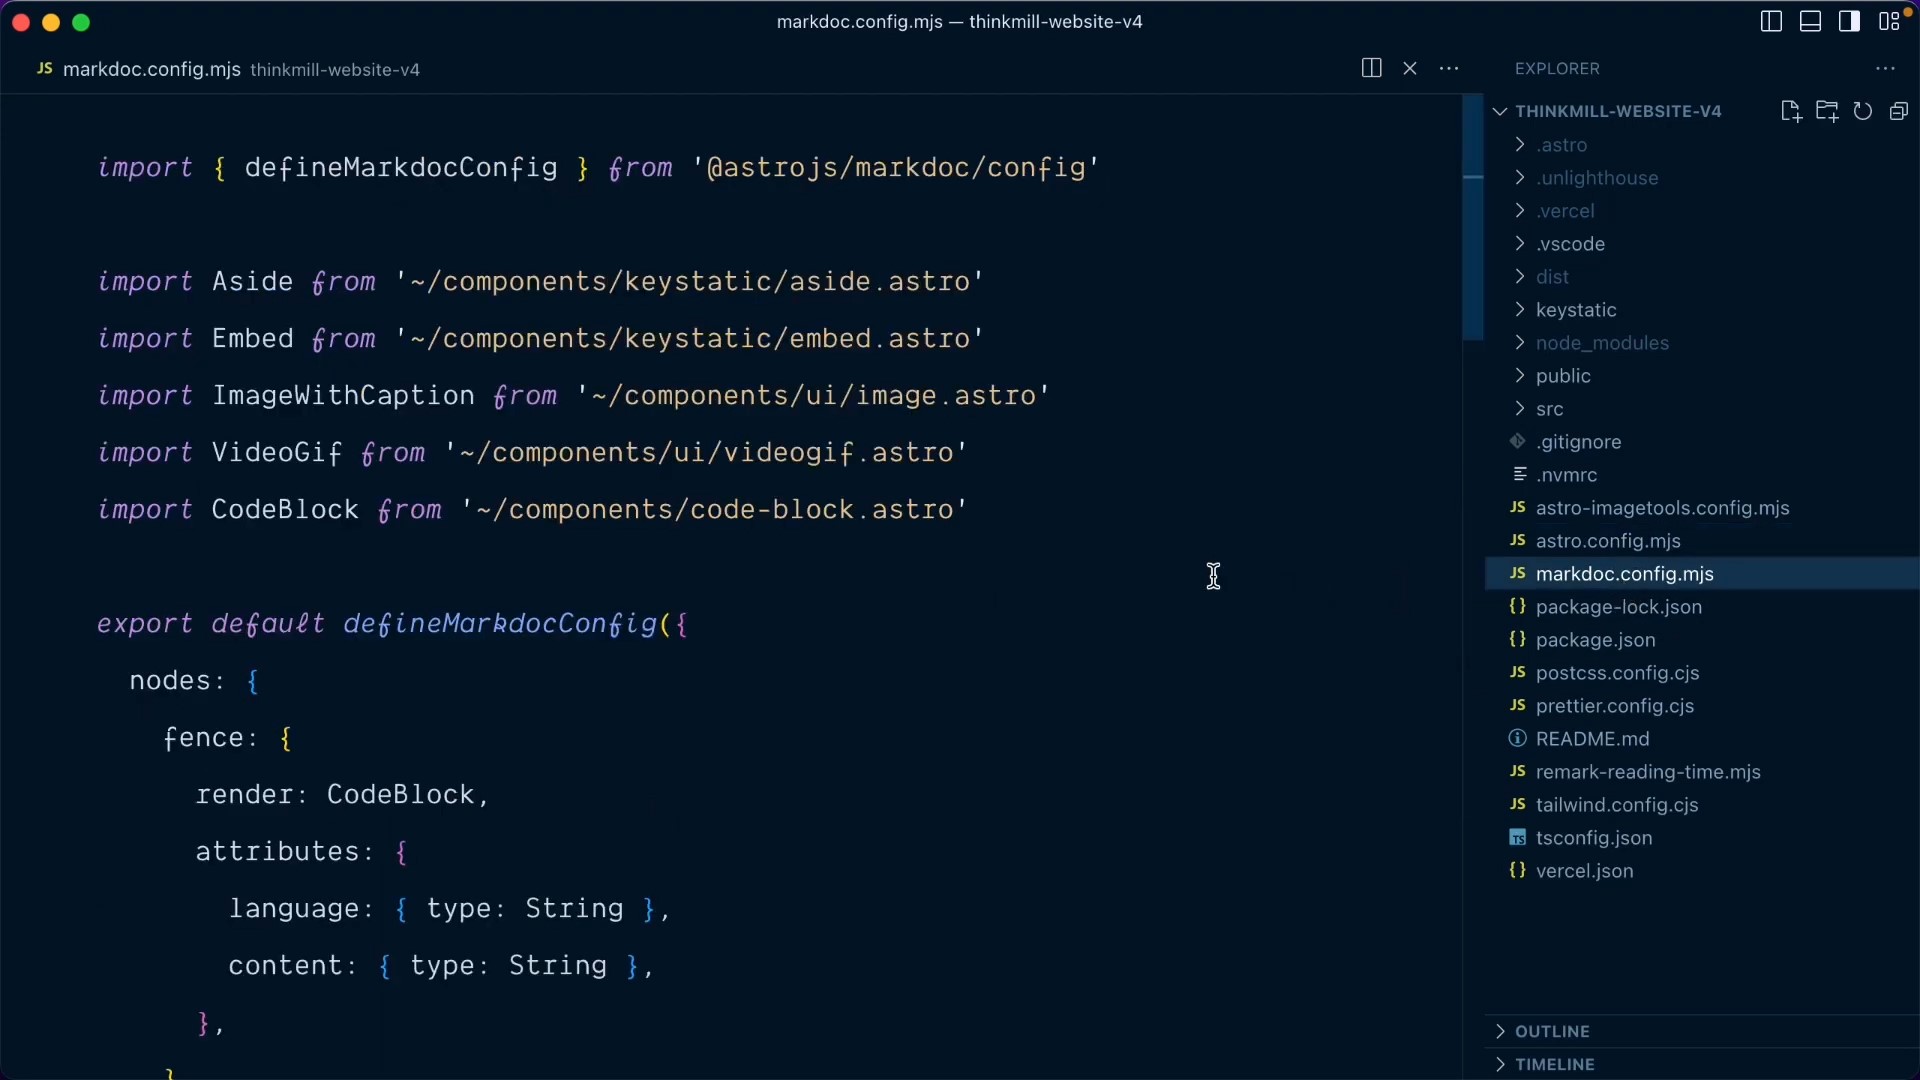 markdoc.config.mjs — thinkmill-website-v4
JS markdoc.config.mjs thinkmill-website-v4
import { defineMarkdocConfig } from '@astrojs/markdoc/config'
import Aside from '~/components/keystatic/aside.astro'
import Embed from '~/components/keystatic/embed.astro'
import ImageWithCaption from '~/components/ui/image.astro'
import VideoGif from '~/components/ui/videogif.astro'
import CodeBlock from '~/components/code-block.astro'
export default defineMarkdocConfig({
nodes: {
fence: {
render: CodeBlock,
attributes: {
language: { type: String },
content: { type: String },
},
}
EXPLORER
THINKMILL-WEBSITE-V4
.astro
.unlighthouse
.vercel
.vscode
dist
keystatic
node_modules
public
src
.gitignore
.nvmrc
JS astro-imagetools.config.mjs
JS astro.config.mjs
JS markdoc.config.mjs
{} package-lock.json
{} package.json
JS postcss.config.cjs
JS prettier.config.cjs
README.md
JS remark-reading-time.mjs
JS tailwind.config.cjs
TS tsconfig.json
{} vercel.json
OUTLINE
TIMELINE